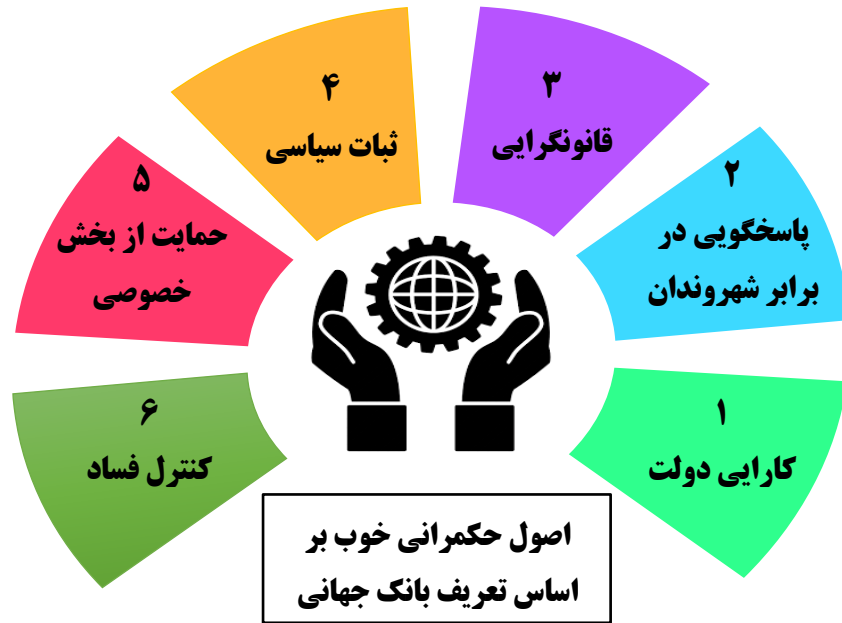 ۱
کارایی دولت
۲
پاسخگویی در
برابر شهروندان
۳
قانونگرایی
۴
ثبات سیاسی
۵
حمایت از بخش
خصوصی
۶
کنترل فساد
اصول حکمرانی خوب بر
اساس تعریف بانک جهانی